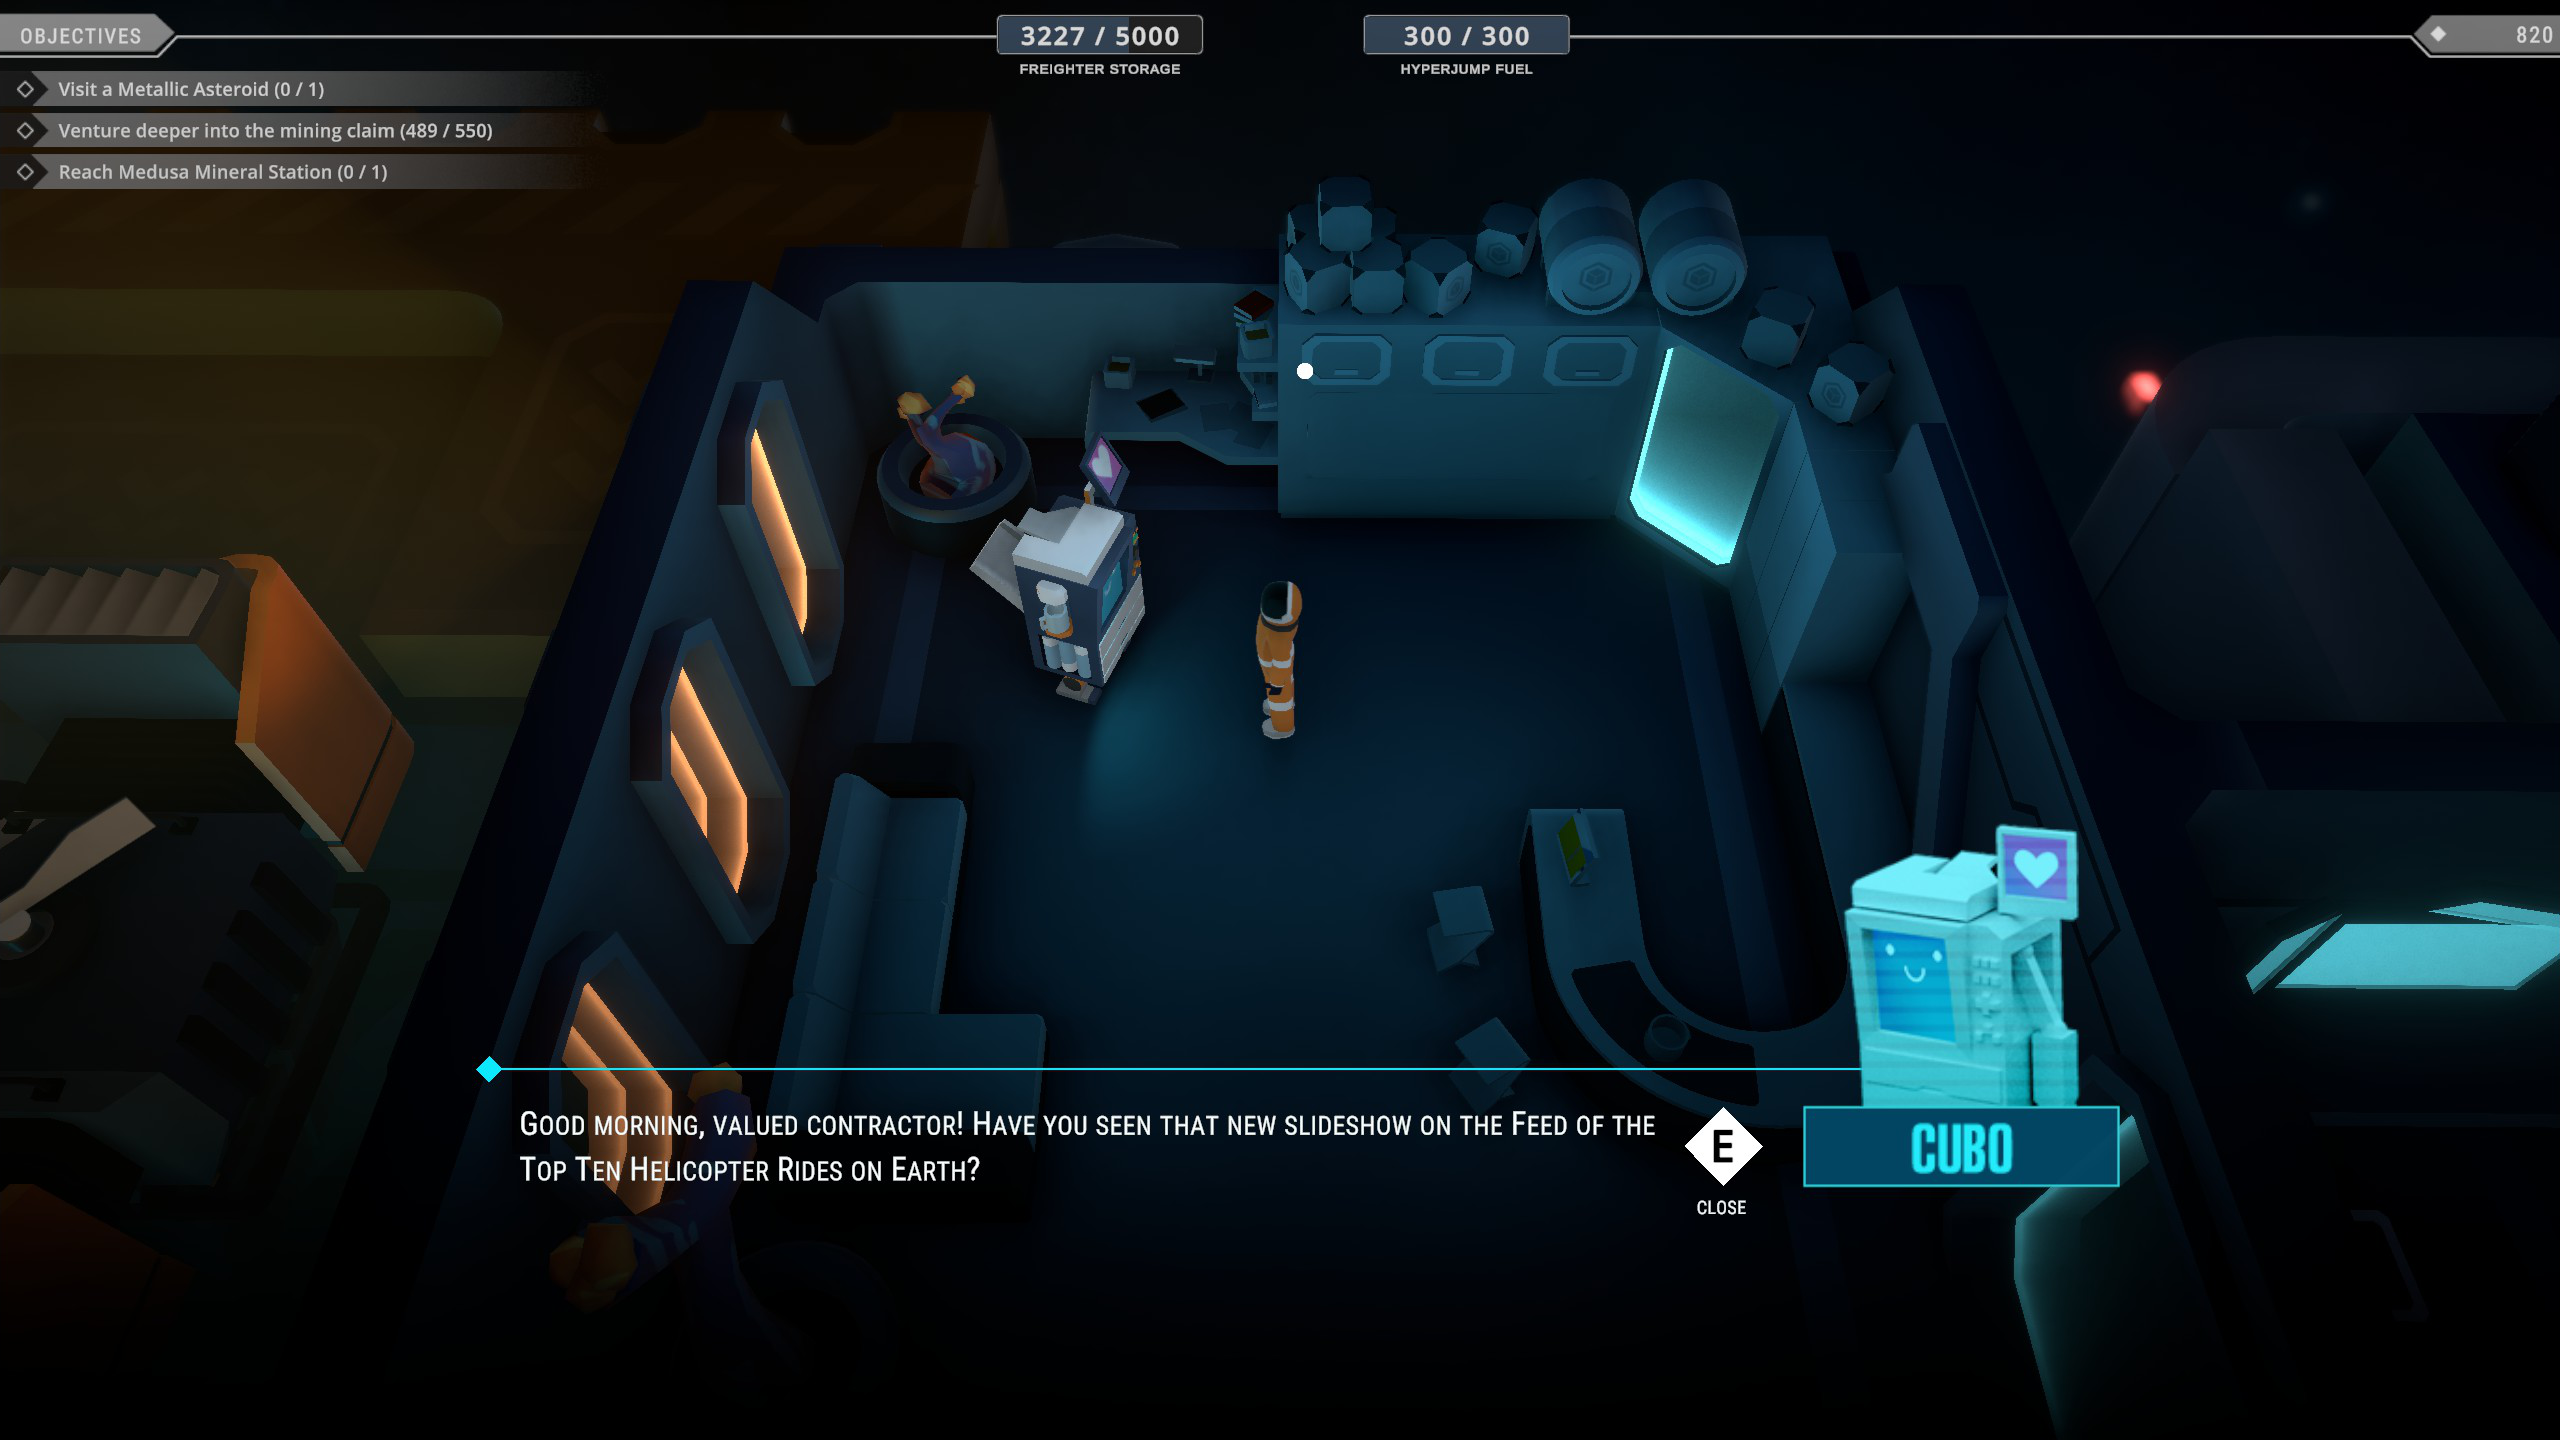 OBJECTIVES
3227 / 5000
FREIGHTER STORAGE
300 / 300
HYPERJUMP FUEL
820
Visit a Metallic Asteroid (0 / 1)
Venture deeper into the mining claim (489 / 550)
Reach Medusa Mineral Station (0 / 1)
Good morning, valued contractor! Have you seen that new slideshow on the Feed of the
Top Ten Helicopter Rides on Earth?
E
CLOSE
CUBO